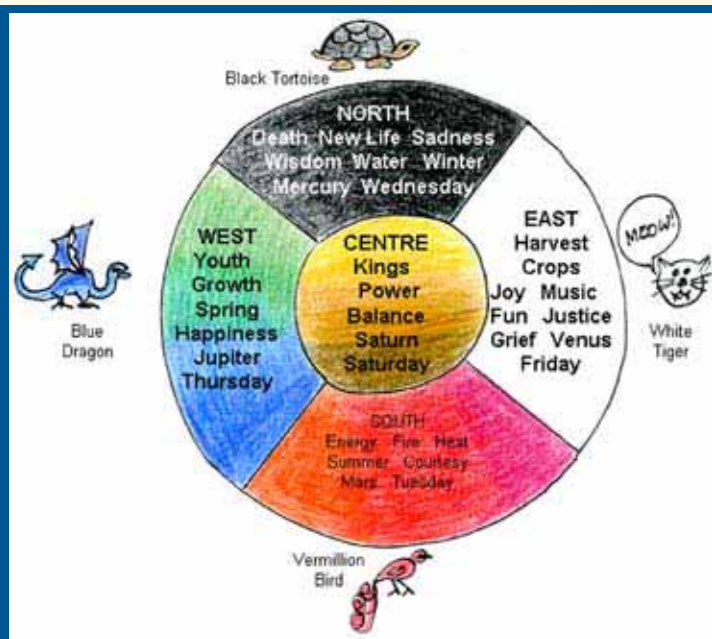 Black Tortoise
NORTH
Death New Life Sadness
Wisdom Water Winter
Mercury Wednesday
WEST
Youth
Growth
Spring
Happiness
Jupiter
Thursday
CENTRE
Kings
Power
Balance
Saturn
Saturday
EAST
Harvest
Crops
Joy Music
Fun Justice
Grief Venus
Friday
MEOW!
Blue
Dragon
White
Tiger
SOUTH
Energy Fire Heat
Summer Courtesy
Mars Tuesday
Vermillion
Bird